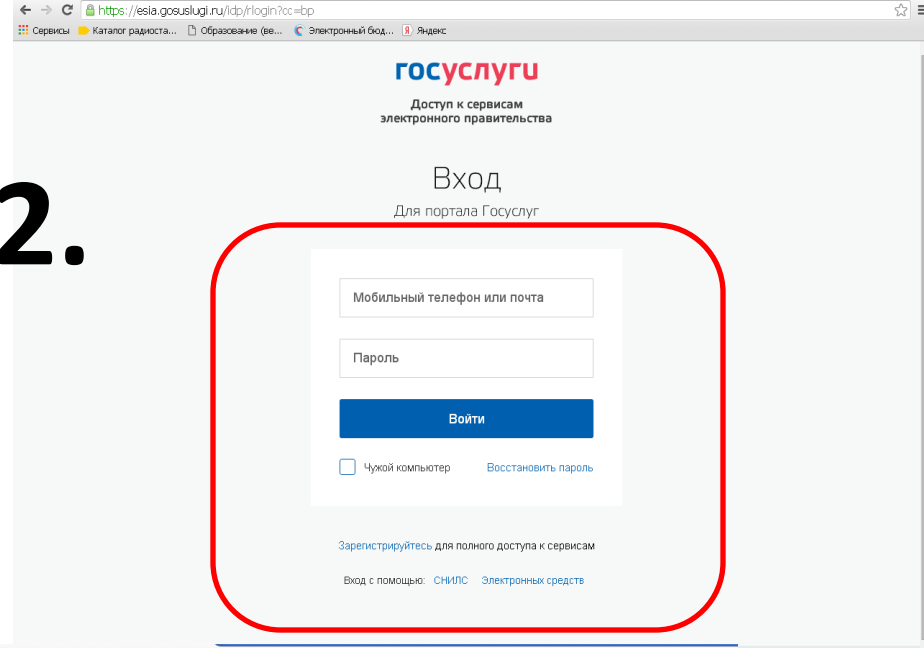 https://esia.gosuslugi.ru/idp/rlogin?cc=bp
Сервисы Каталог радиоста... Образование (ве... Электронный бюд... Яндекс
госуслуги
Доступ к сервисам
электронного правительства
Вход
Для портала Госуслуг
2.
Мобильный телефон или почта
Пароль
Войти
Чужой компьютер Восстановить пароль
Зарегистрируйтесь для полного доступа к сервисам
Вход с помощью: СНИЛС Электронных средств